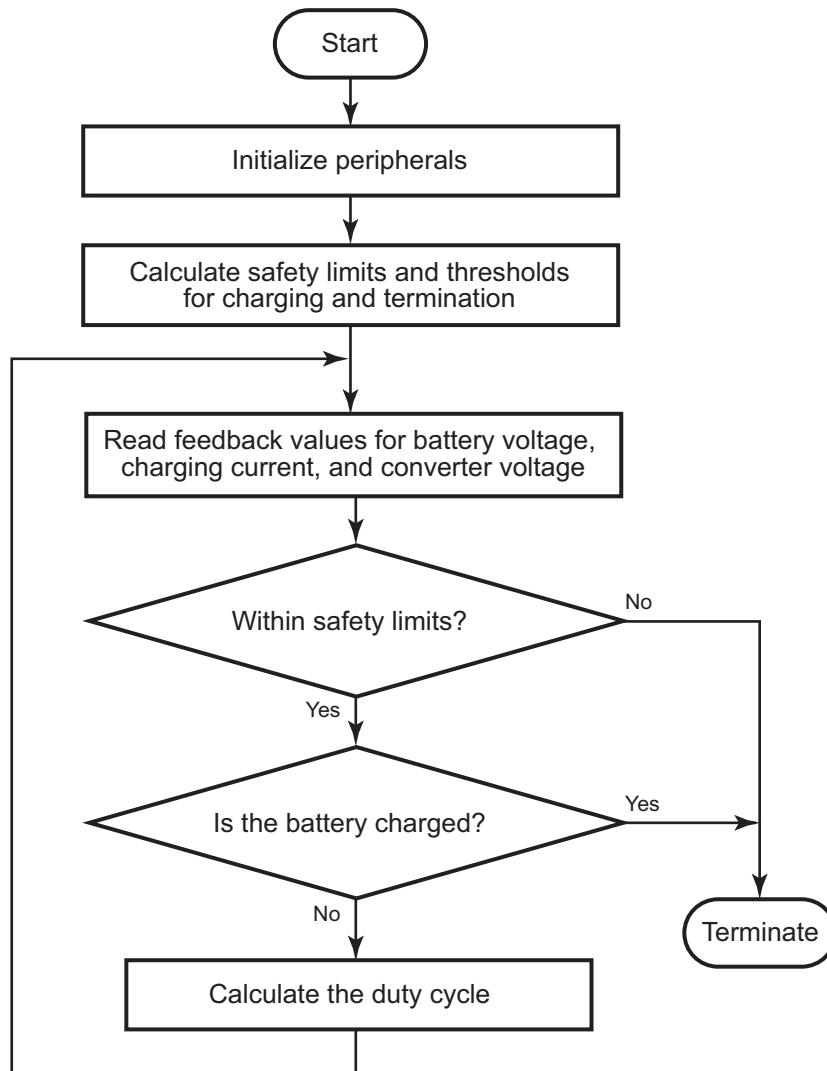 Start
Initialize peripherals
Calculate safety limits and thresholds
for charging and termination
Read feedback values for battery voltage,
charging current, and converter voltage
Within safety limits?
No
Yes
Is the battery charged?
Yes
No
Terminate
Calculate the duty cycle